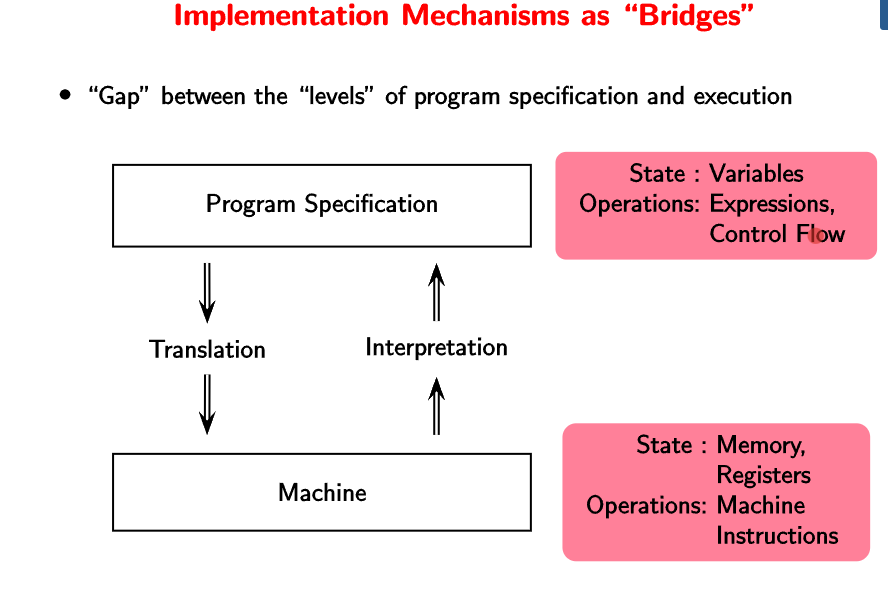 Implementation Mechanisms as “Bridges”
• “Gap” between the “levels” of program specification and execution
Program Specification
State : Variables
Operations: Expressions,
Control Flow
Translation
Interpretation
Machine
State : Memory,
Registers
Operations: Machine
Instructions